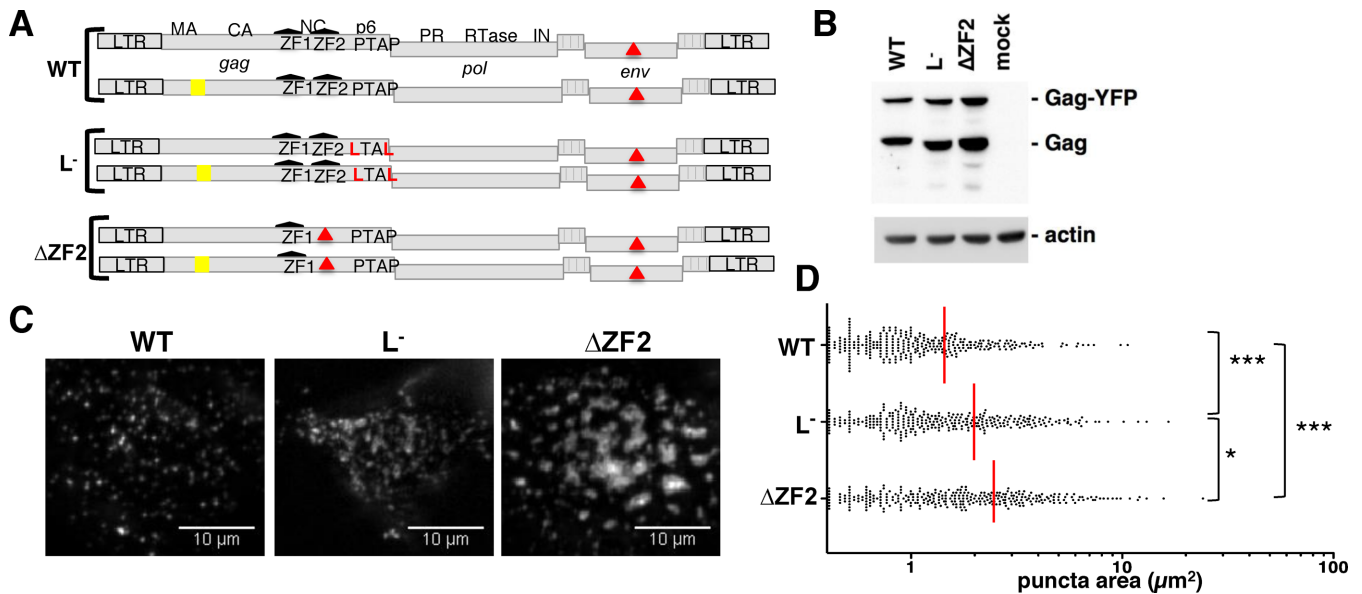 A
MA CA NC p6 PR RTase IN
LTR ZF1 ZF2 PTAP LTR
WT
gag pol env
LTR ZF1 ZF2 PTAP LTR
LTR ZF1 ZF2 LTAL LTR
L-
LTR ZF1 ZF2 LTAL LTR
LTR ZF1 PTAP LTR
ΔZF2
LTR ZF1 PTAP LTR
B
WT L- ΔZF2 mock
- Gag-YFP
- Gag
- actin
C
WT L- ΔZF2
10 µm 10 µm 10 µm
D
WT
***
L-
***
*
ΔZF2
1 10 100
puncta area (µm²)